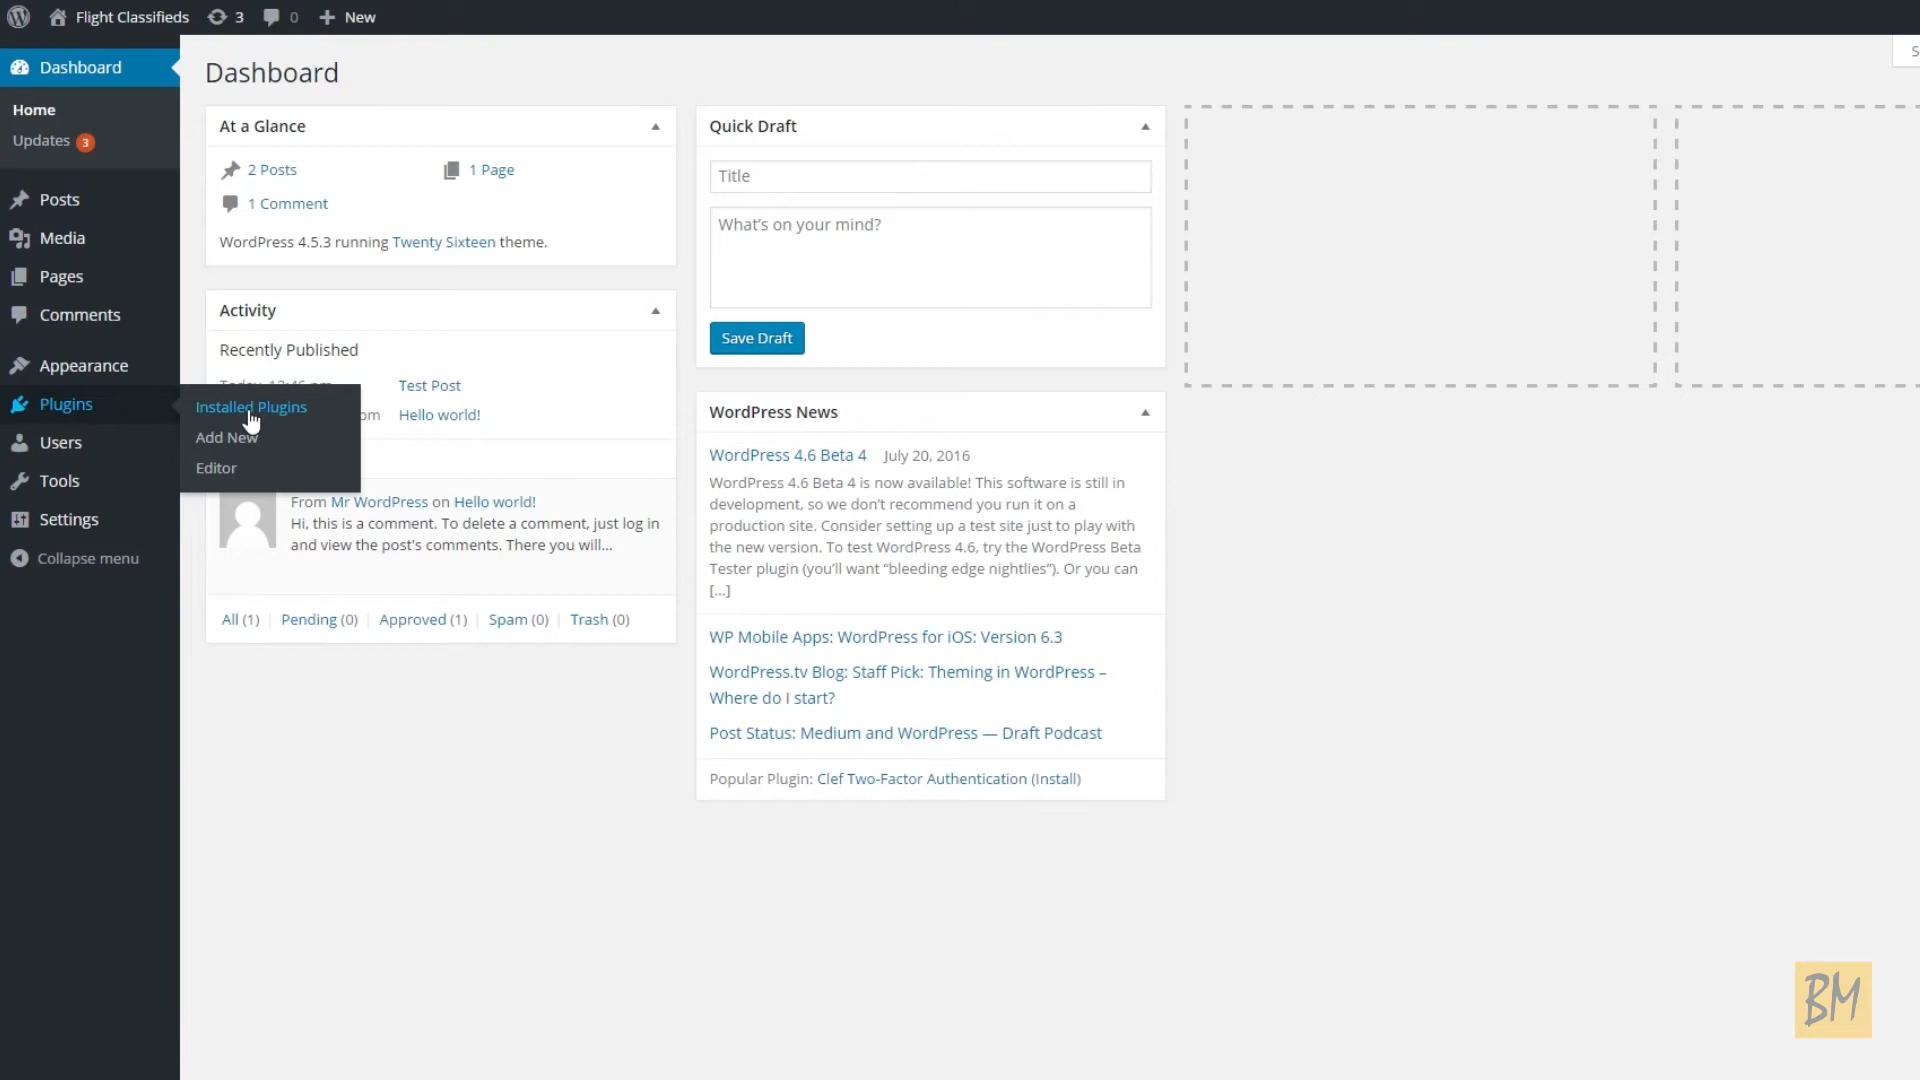 Flight Classifieds 3 0 New
Dashboard
Home
Updates 3
Posts
Media
Pages
Comments
Appearance
Plugins
Users
Tools
Settings
Collapse menu
Installed Plugins
Add New
Editor
S
Dashboard
At a Glance
2 Posts 1 Page
1 Comment
WordPress 4.5.3 running Twenty Sixteen theme.
Activity
Recently Published
Test Post
pm Hello world!
From Mr WordPress on Hello world!
Hi, this is a comment. To delete a comment, just log in
and view the post's comments. There you will...
All (1) | Pending (0) | Approved (1) | Spam (0) | Trash (0)
Quick Draft
Title
What's on your mind?
Save Draft
WordPress News
WordPress 4.6 Beta 4 July 20, 2016
WordPress 4.6 Beta 4 is now available! This software is still in
development, so we don't recommend you run it on a
production site. Consider setting up a test site just to play with
the new version. To test WordPress 4.6, try the WordPress Beta
Tester plugin (you'll want “bleeding edge nightlies”). Or you can
[...]
WP Mobile Apps: WordPress for iOS: Version 6.3
WordPress.tv Blog: Staff Pick: Theming in WordPress –
Where do I start?
Post Status: Medium and WordPress — Draft Podcast
Popular Plugin: Clef Two-Factor Authentication (Install)
BM